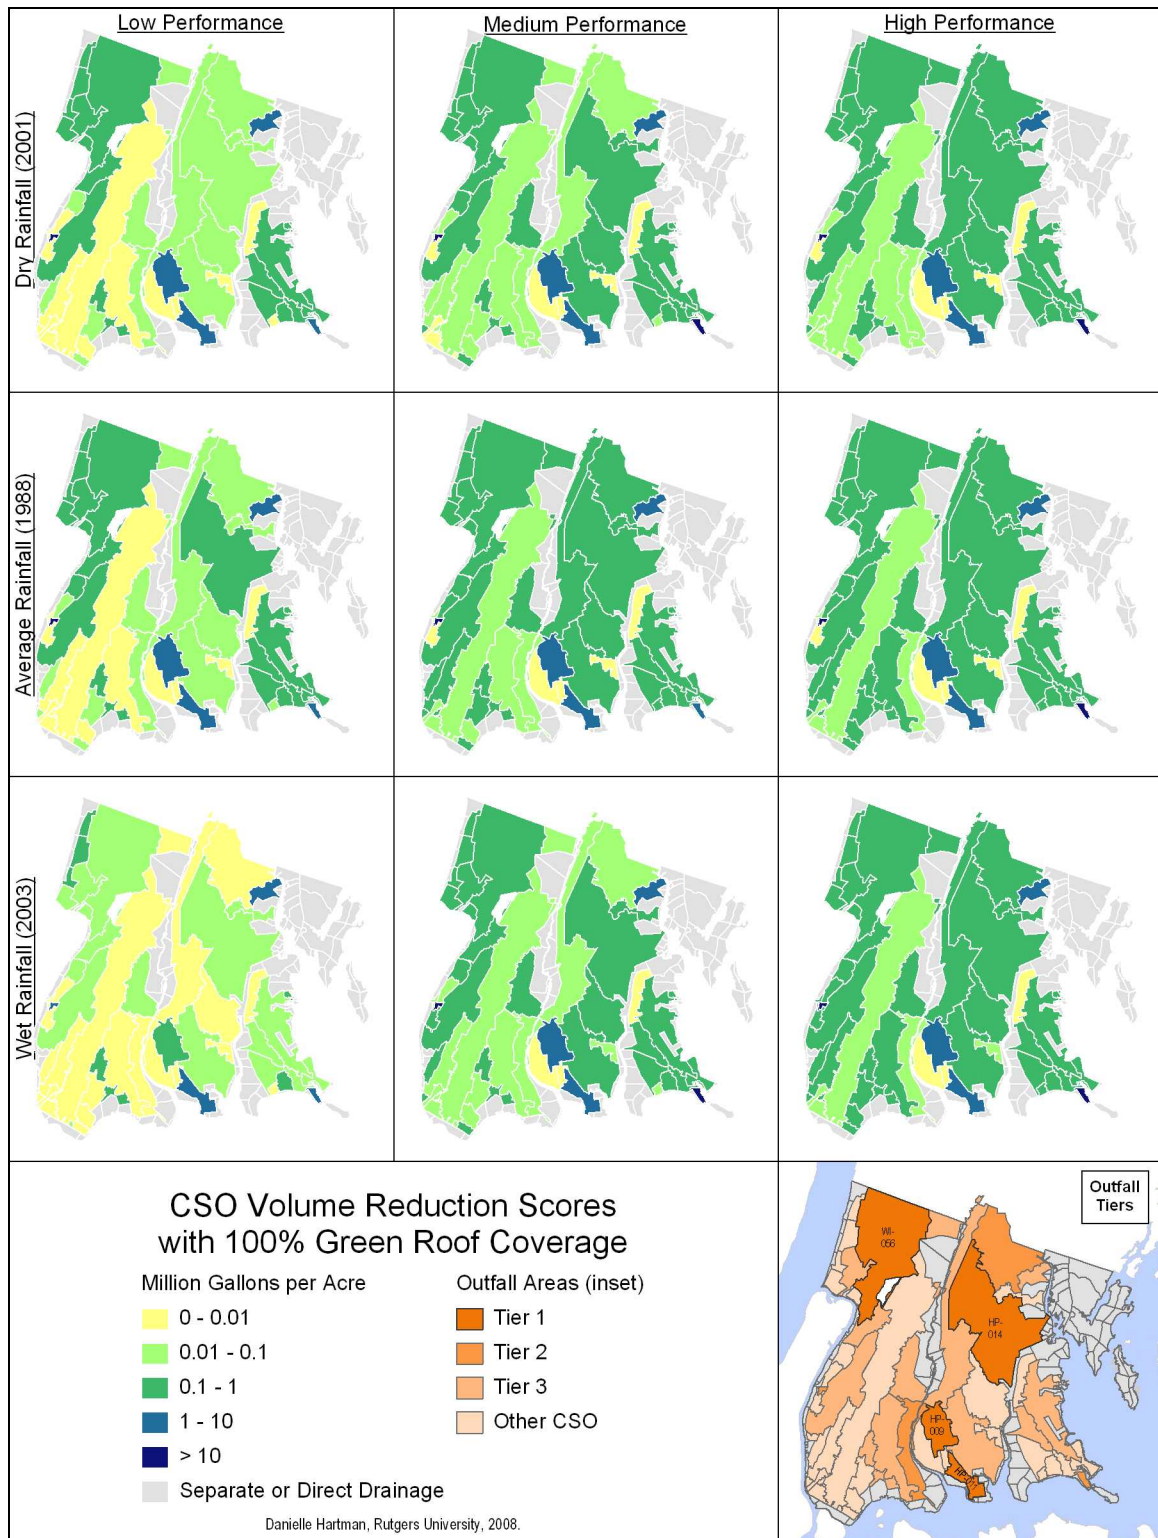 Low Performance
Medium Performance
High Performance
Dry Rainfall (2001)
Average Rainfall (1988)
Wet Rainfall (2003)
CSO Volume Reduction Scores
with 100% Green Roof Coverage
Million Gallons per Acre
0 - 0.01
0.01 - 0.1
0.1 - 1
1 - 10
> 10
Separate or Direct Drainage
Outfall Areas (inset)
Tier 1
Tier 2
Tier 3
Other CSO
Danielle Hartman, Rutgers University, 2008.
Outfall
Tiers
WI-
056
HP-
014
HP-
009